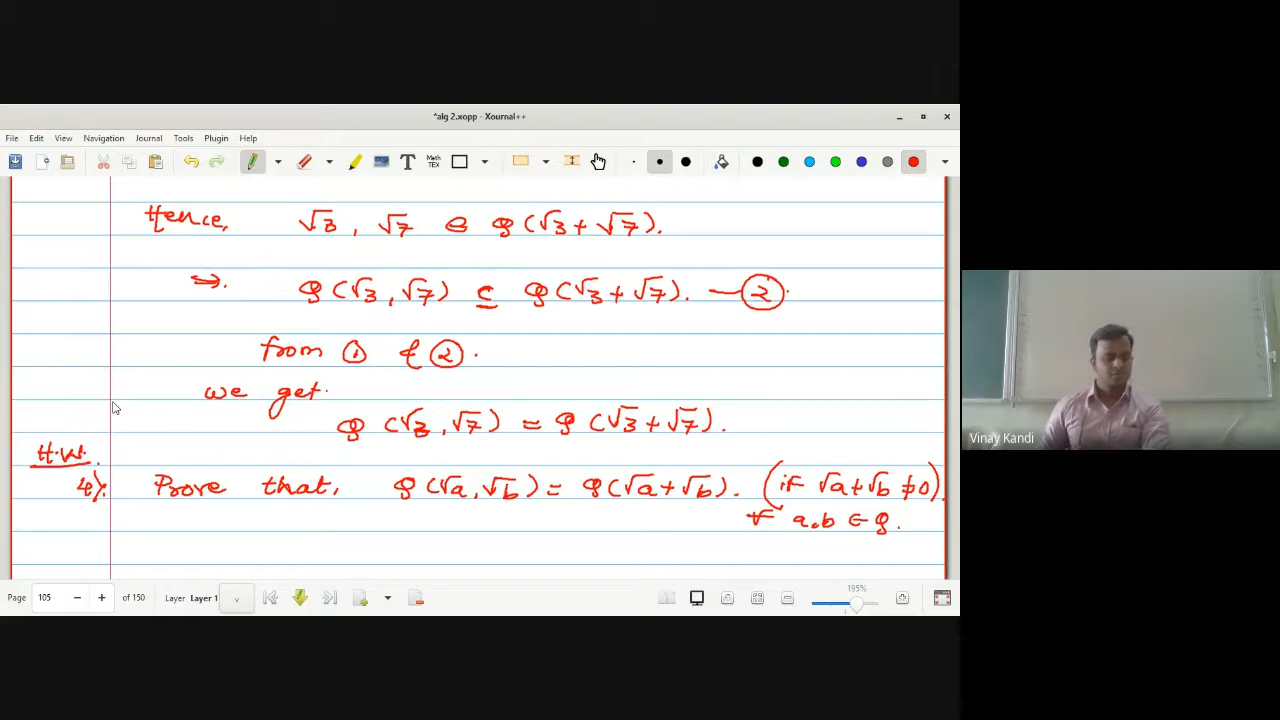 *alg 2.xopp - Xournal++
File Edit View Navigation Journal Tools Plugin Help
Hence, √3, √7 ∈ Q(√3+√7).
⇒ Q(√3,√7) ⊆ Q(√3+√7). — ②
from ① & ②.
we get.
Q(√3,√7) = Q(√3+√7).
H.W.
4% Prove that, Q(√a,√b) = Q(√a+√b). (if √a+√b ≠0).
∀ a,b ∈ Q.
Page 105 of 150 Layer Layer 1 195%
Vinay Kandi